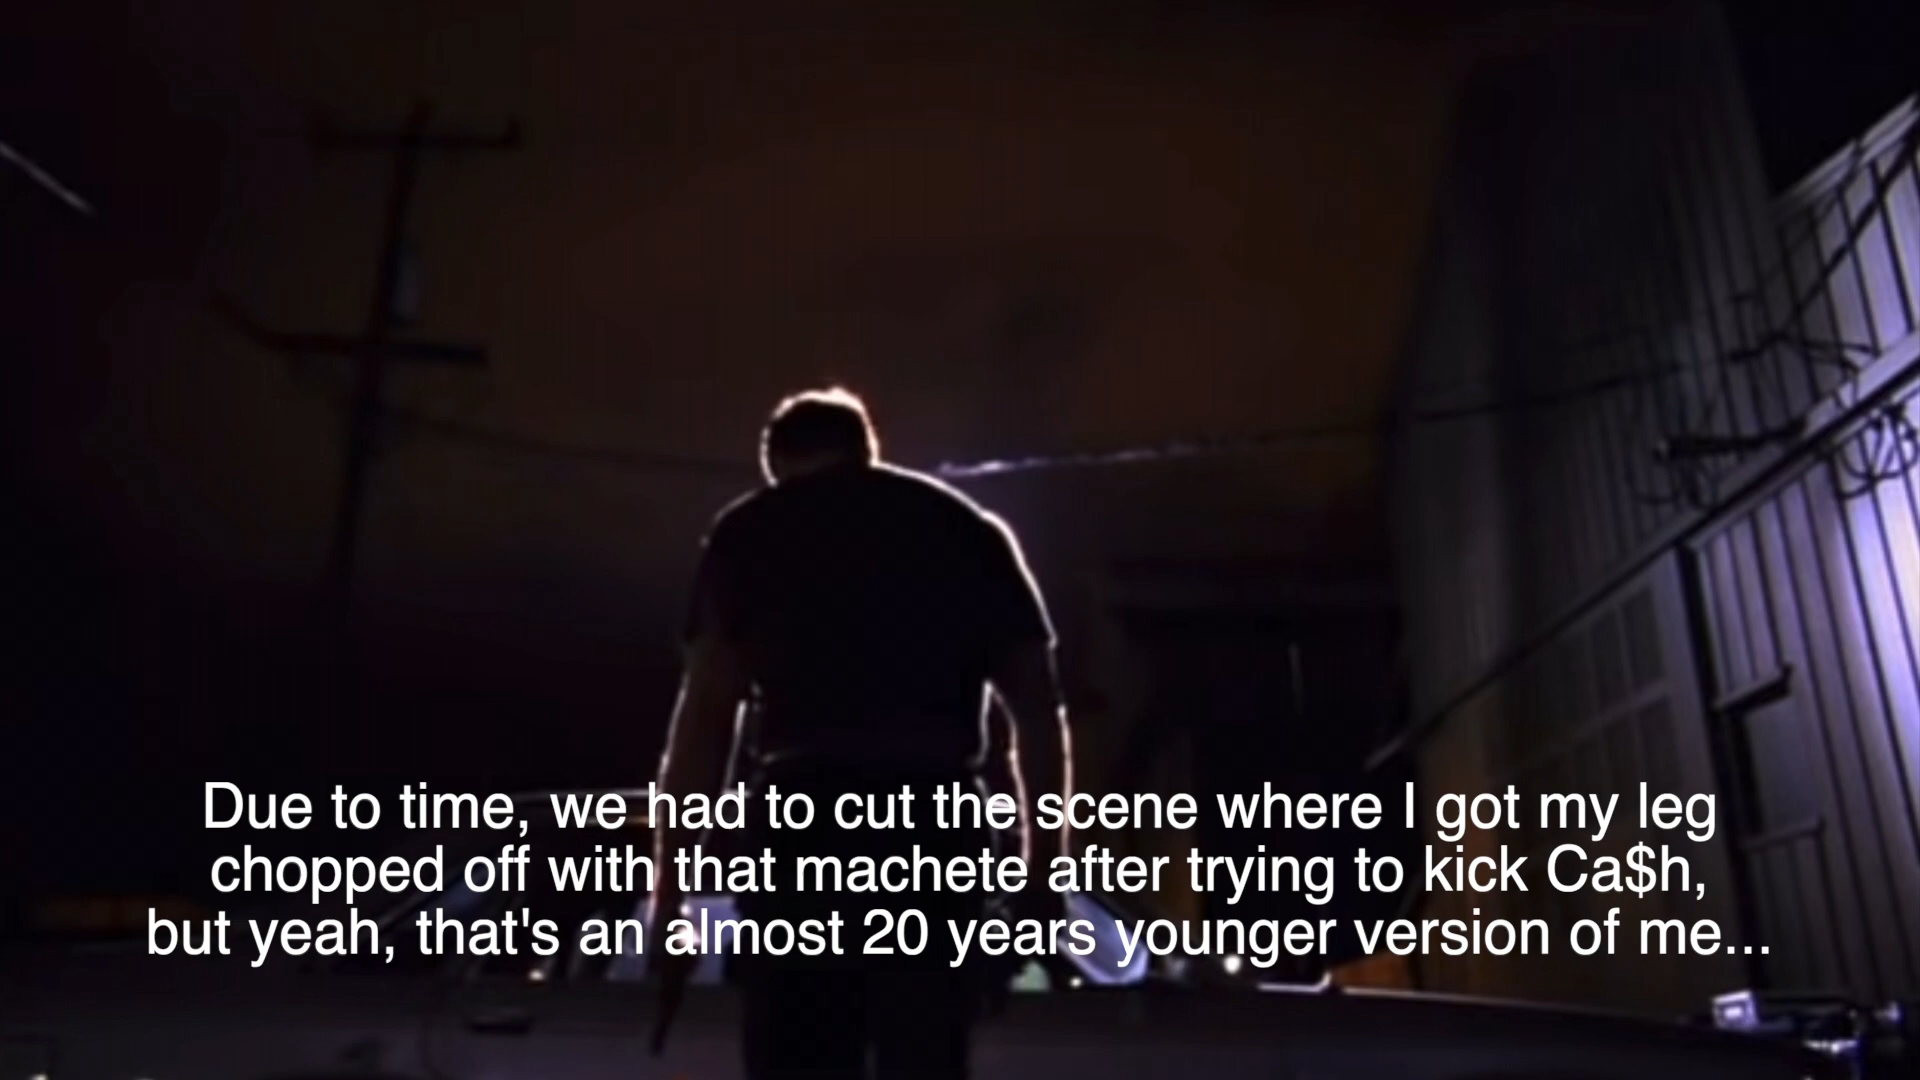 Due to time, we had to cut the scene where I got my leg
chopped off with that machete after trying to kick Ca$h,
but yeah, that's an almost 20 years younger version of me...